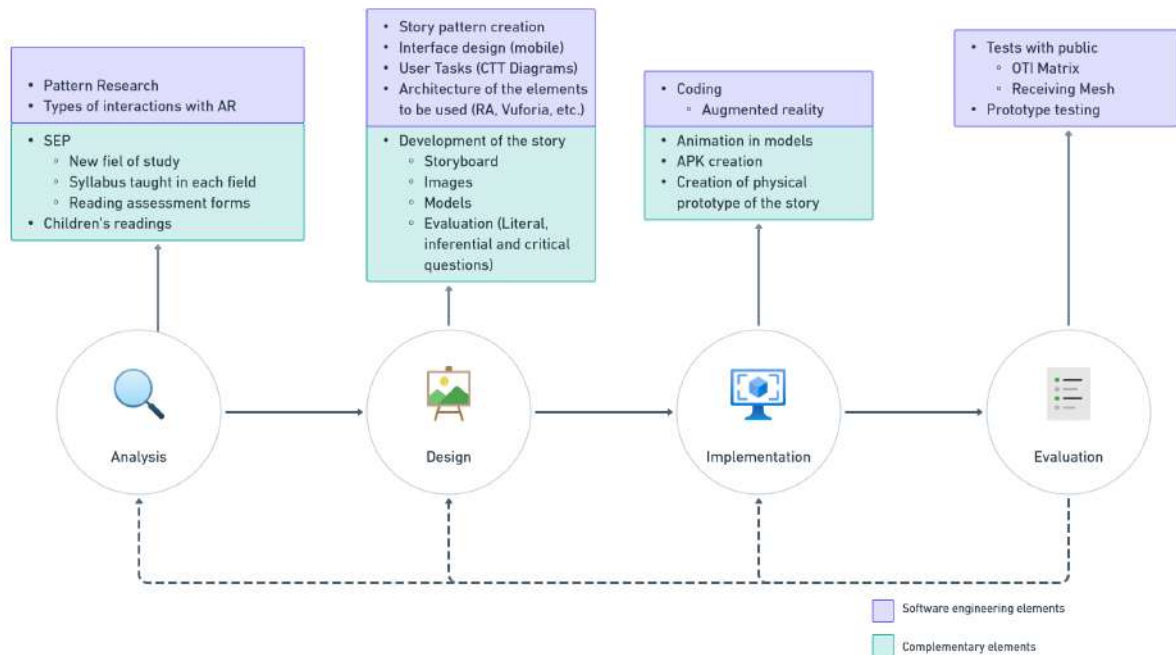 • Pattern Research
• Types of interactions with AR
• SEP
◦ New fiel of study
◦ Syllabus taught in each field
◦ Reading assessment forms
• Children's readings
• Story pattern creation
• Interface design (mobile)
• User Tasks (CTT Diagrams)
• Architecture of the elements
to be used (RA, Vuforia, etc.)
• Development of the story
◦ Storyboard
◦ Images
◦ Models
◦ Evaluation (Literal,
inferential and critical
questions)
• Coding
◦ Augmented reality
• Animation in models
• APK creation
• Creation of physical
prototype of the story
• Tests with public
◦ OTI Matrix
◦ Receiving Mesh
• Prototype testing
Analysis
Design
Implementation
Evaluation
Software engineering elements
Complementary elements